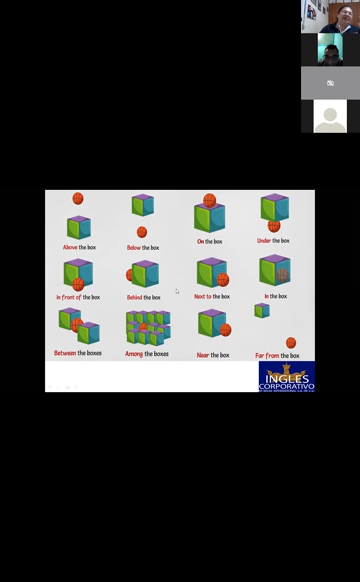 Above the box
Below the box
On the box
Under the box
In front of the box
Behind the box
Next to the box
In the box
Between the boxes
Among the boxes
Near the box
Far from the box
INGLES
CORPORATIVO